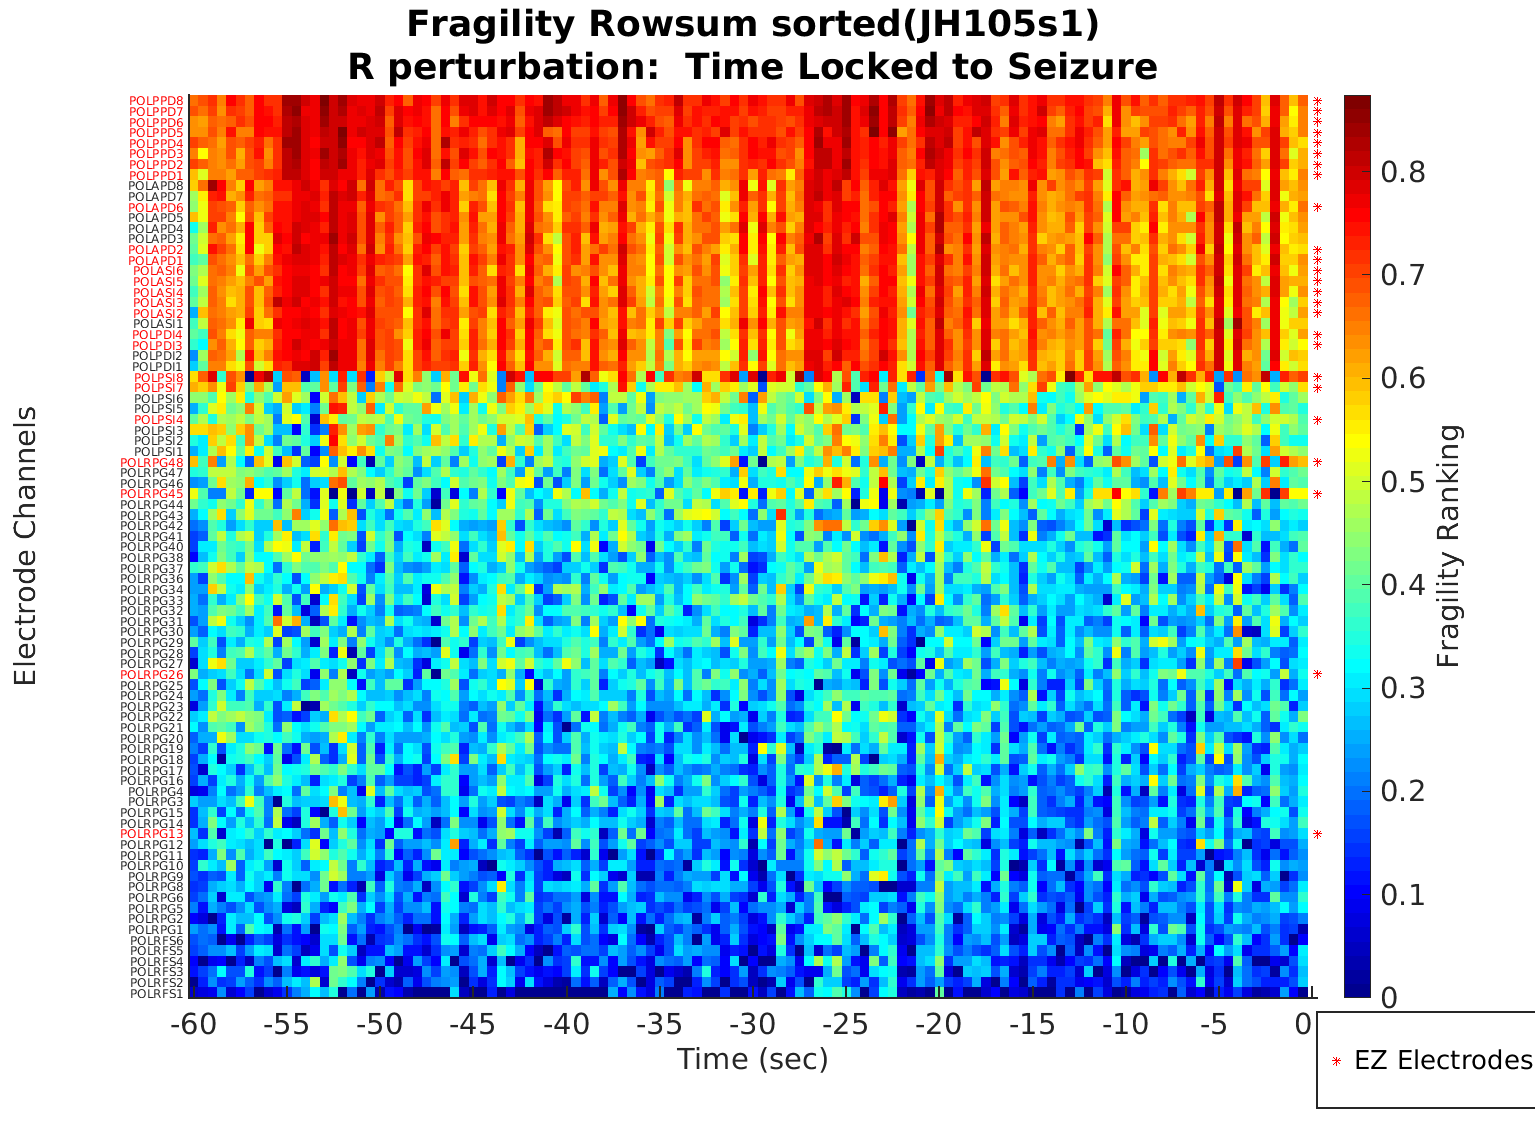 Fragility Rowsum sorted(JH105s1)
R perturbation:  Time Locked to Seizure
Electrode Channels
POLPPD8
POLPPD7
POLPPD6
POLPPD5
POLPPD4
POLPPD3
POLPPD2
POLPPD1
POLAPD8
POLAPD7
POLAPD6
POLAPD5
POLAPD4
POLAPD3
POLAPD2
POLAPD1
POLASI6
POLASI5
POLASI4
POLASI3
POLASI2
POLASI1
POLPDI4
POLPDI3
POLPDI2
POLPDI1
POLPSI8
POLPSI7
POLPSI6
POLPSI5
POLPSI4
POLPSI3
POLPSI2
POLPSI1
POLRPG48
POLRPG47
POLRPG46
POLRPG45
POLRPG44
POLRPG43
POLRPG42
POLRPG41
POLRPG40
POLRPG38
POLRPG37
POLRPG36
POLRPG34
POLRPG33
POLRPG32
POLRPG31
POLRPG30
POLRPG29
POLRPG28
POLRPG27
POLRPG26
POLRPG25
POLRPG24
POLRPG23
POLRPG22
POLRPG21
POLRPG20
POLRPG19
POLRPG18
POLRPG17
POLRPG16
POLRPG4
POLRPG3
POLRPG15
POLRPG14
POLRPG13
POLRPG12
POLRPG11
POLRPG10
POLRPG9
POLRPG8
POLRPG6
POLRPG5
POLRPG2
POLRPG1
POLRFS6
POLRFS5
POLRFS4
POLRFS3
POLRFS2
POLRFS1
-60 -55 -50 -45 -40 -35 -30 -25 -20 -15 -10 -5 0
Time (sec)
0.8
0.7
0.6
0.5
0.4
0.3
0.2
0.1
0
Fragility Ranking
EZ Electrodes